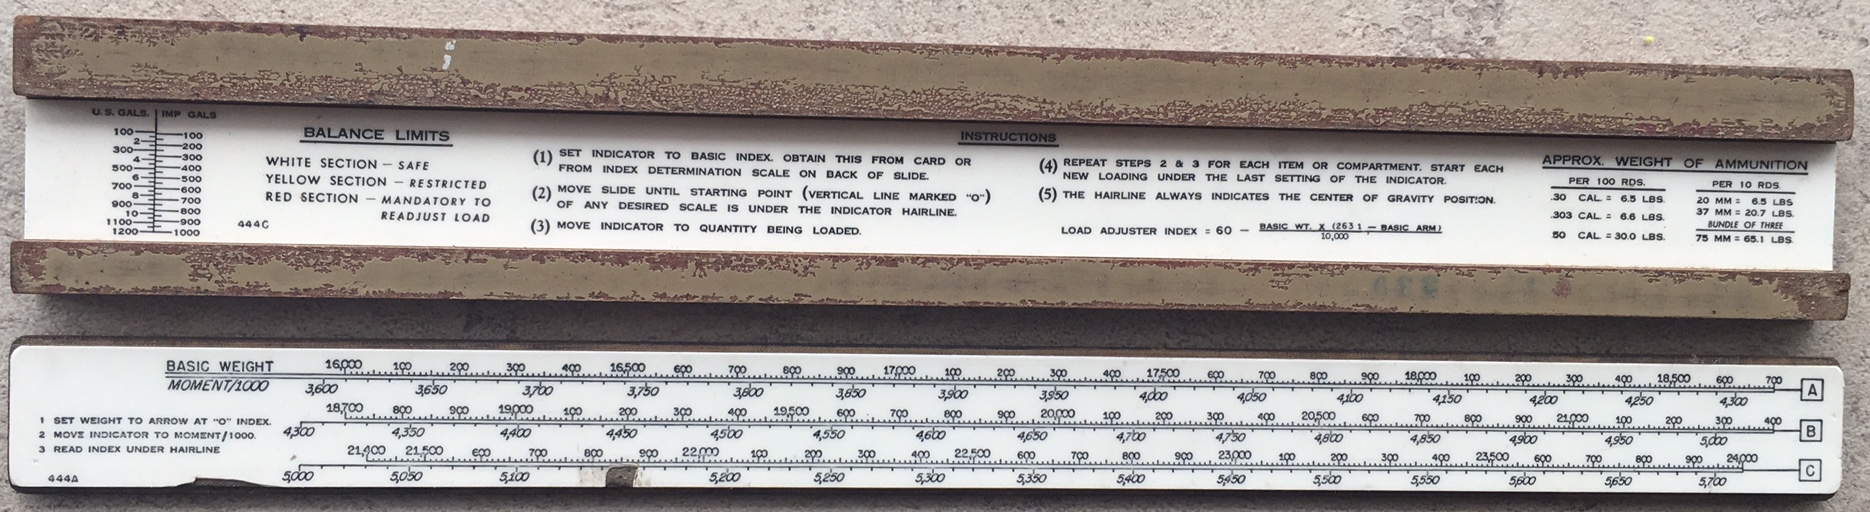 U.S. GALS. IMP GALS
100 100
2 200
300 300
4 400
500 500
6 600
700 700
8 800
900 900
10 1000
1100
1200
BALANCE LIMITS
WHITE SECTION — SAFE
YELLOW SECTION — RESTRICTED
RED SECTION — MANDATORY TO
READJUST LOAD
444C
INSTRUCTIONS
(1) SET INDICATOR TO BASIC INDEX. OBTAIN THIS FROM CARD OR
FROM INDEX DETERMINATION SCALE ON BACK OF SLIDE.
(2) MOVE SLIDE UNTIL STARTING POINT (VERTICAL LINE MARKED "O")
OF ANY DESIRED SCALE IS UNDER THE INDICATOR HAIRLINE.
(3) MOVE INDICATOR TO QUANTITY BEING LOADED.
(4) REPEAT STEPS 2 & 3 FOR EACH ITEM OR COMPARTMENT. START EACH
NEW LOADING UNDER THE LAST SETTING OF THE INDICATOR.
(5) THE HAIRLINE ALWAYS INDICATES THE CENTER OF GRAVITY POSITION.
LOAD ADJUSTER INDEX = 60 — BASIC WT. X (263.1 — BASIC ARM)
10,000
APPROX. WEIGHT OF AMMUNITION
PER 100 RDS.
.30 CAL. = 6.5 LBS.
.303 CAL. = 6.6 LBS.
50 CAL. = 30.0 LBS.
PER 10 RDS.
20 MM = 6.5 LBS
37 MM = 20.7 LBS.
BUNDLE OF THREE
75 MM = 65.1 LBS.
BASIC WEIGHT 16,000 100 200 300 400 16,500 600 700 800 900 17,000 100 200 300 400 17,500 600 700 800 900 18,000 100 200 300 400 18,500 600 700
MOMENT/1000 3,600 3,650 3,700 3,750 3,800 3,850 3,900 3,950 4,000 4,050 4,100 4,150 4,200 4,250 4,300 A
18,700 800 900 19,000 100 200 300 400 19,500 600 700 800 900 20,000 100 200 300 400 20,500 600 700 800 900 21,000 100 200 300 400
4,300 4,350 4,400 4,450 4,500 4,550 4,600 4,650 4,700 4,750 4,800 4,850 4,900 4,950 5,000 B
21,400 21,500 600 700 800 900 22,000 100 200 300 400 22,500 600 700 800 900 23,000 100 200 300 400 23,500 600 700 800 900 24,000
5,000 5,050 5,100 5,200 5,250 5,300 5,350 5,400 5,450 5,500 5,550 5,600 5,650 5,700 C
1 SET WEIGHT TO ARROW AT "O" INDEX.
2 MOVE INDICATOR TO MOMENT/1000.
3 READ INDEX UNDER HAIRLINE
444A